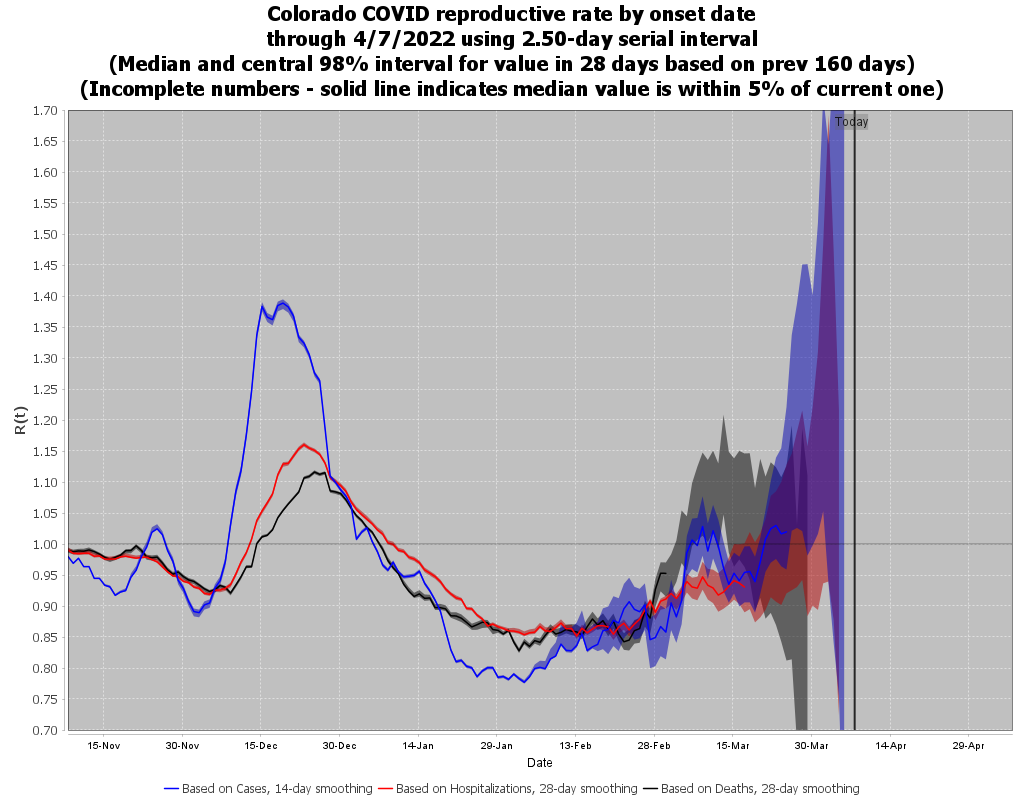 Colorado COVID reproductive rate by onset date
through 4/7/2022 using 2.50-day serial interval
(Median and central 98% interval for value in 28 days based on prev 160 days)
(Incomplete numbers - solid line indicates median value is within 5% of current one)
Today
R(t)
1.70
1.65
1.60
1.55
1.50
1.45
1.40
1.35
1.30
1.25
1.20
1.15
1.10
1.05
1.00
0.95
0.90
0.85
0.80
0.75
0.70
15-Nov 30-Nov 15-Dec 30-Dec 14-Jan 29-Jan 13-Feb 28-Feb 15-Mar 30-Mar 14-Apr 29-Apr
Date
Based on Cases, 14-day smoothing Based on Hospitalizations, 28-day smoothing Based on Deaths, 28-day smoothing